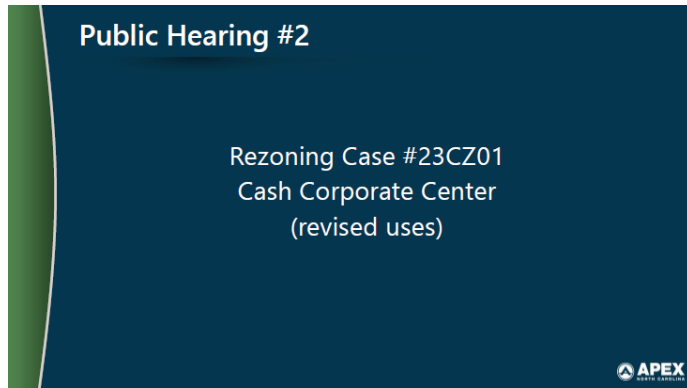 Public Hearing #2
Rezoning Case #23CZ01
Cash Corporate Center
(revised uses)
APEX
NORTH CAROLINA